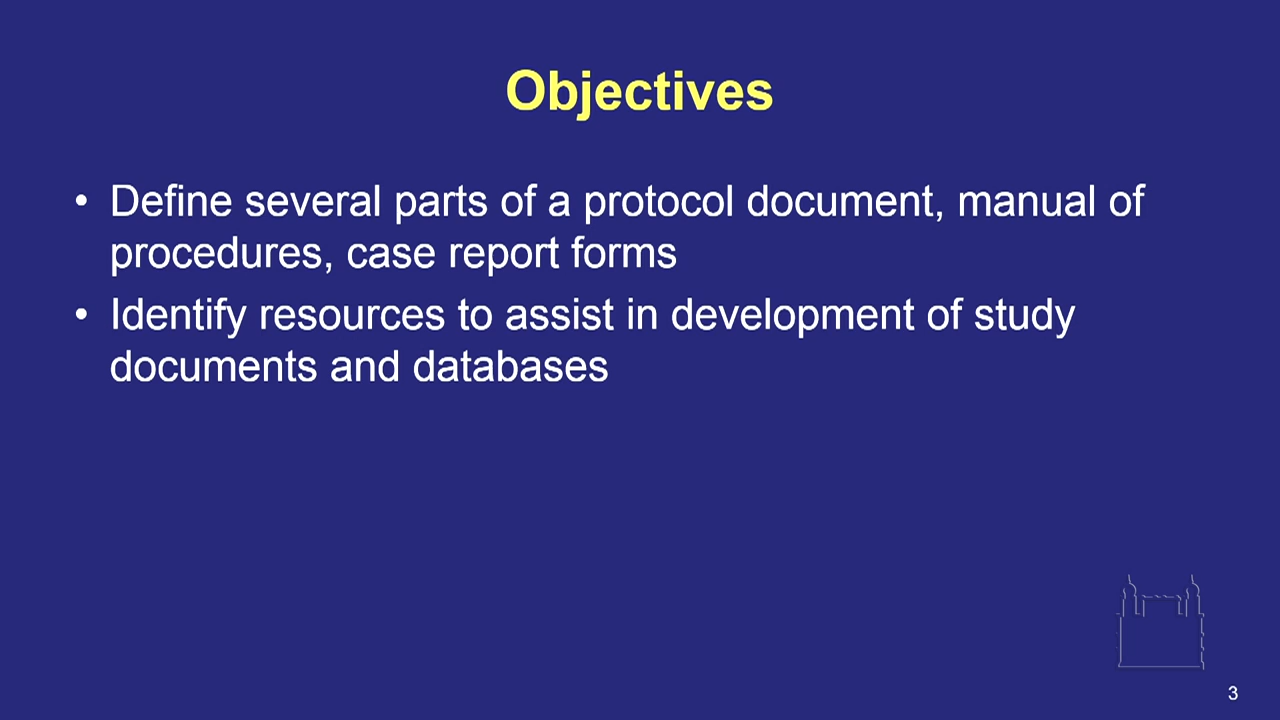 Objectives
• Define several parts of a protocol document, manual of
procedures, case report forms
• Identify resources to assist in development of study
documents and databases
3